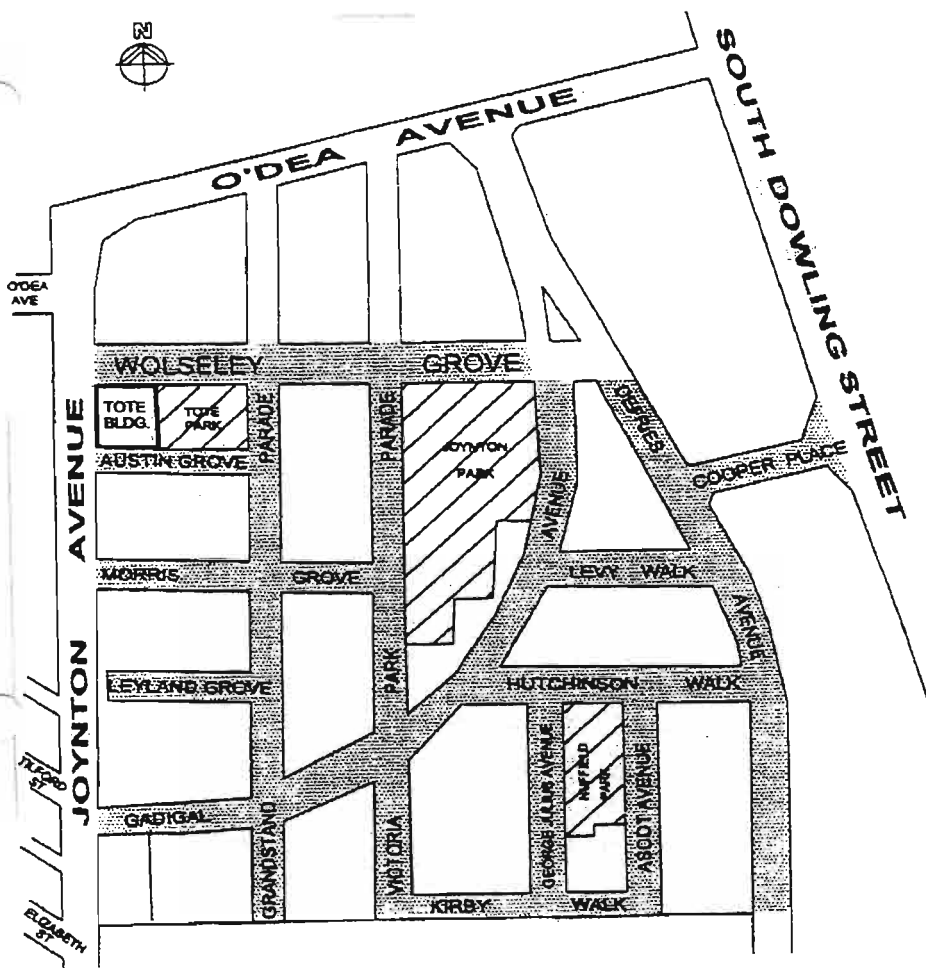 N
O'DEA AVENUE
SOUTH DOWLING STREET
O'DEA
AVE
WOLSELEY GROVE
TOTE
BLDG.
TOTE
PARK
PARADE
PARADE
JOYNTON
PARK
DEFRIES
AUSTIN GROVE
COOPER PLACE
AVENUE
AVENUE
MORRIS GROVE
LEVY WALK
AVENUE
JOYNTON
LEYLAND GROVE
PARK
HUTCHINSON WALK
TILFORD
ST
GEORGE JULIUS AVENUE
NUFFIELD
PARK
ASCOT AVENUE
GADIGAL
GRANDSTAND
VICTORIA
KIRBY WALK
ELIZABETH
ST